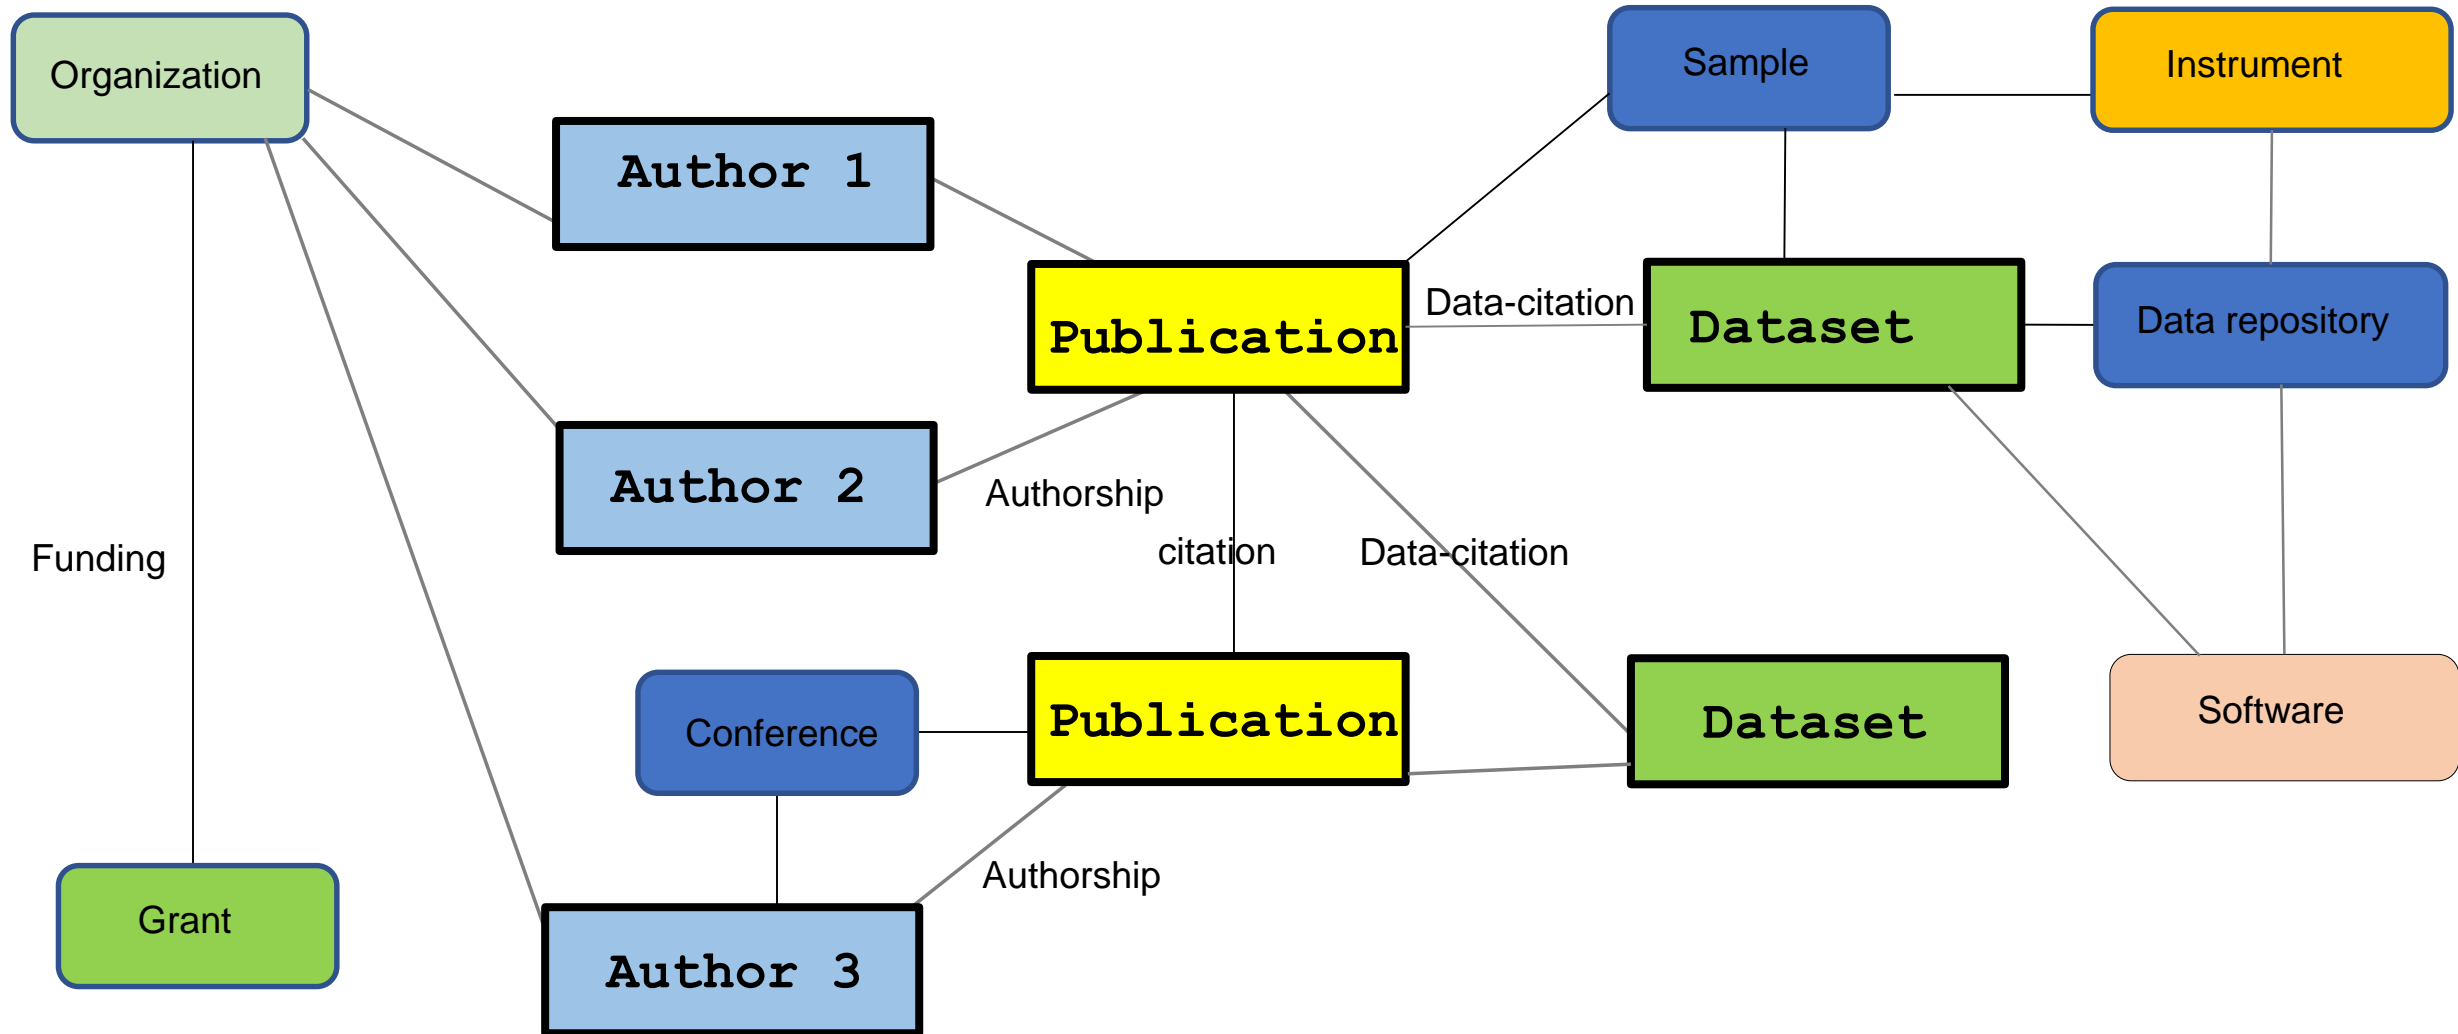 Organization
Sample
Instrument
Author 1
Publication
Data-citation
Dataset
Data repository
Author 2
Authorship
Funding
citation
Data-citation
Conference
Publication
Dataset
Software
Authorship
Grant
Author 3